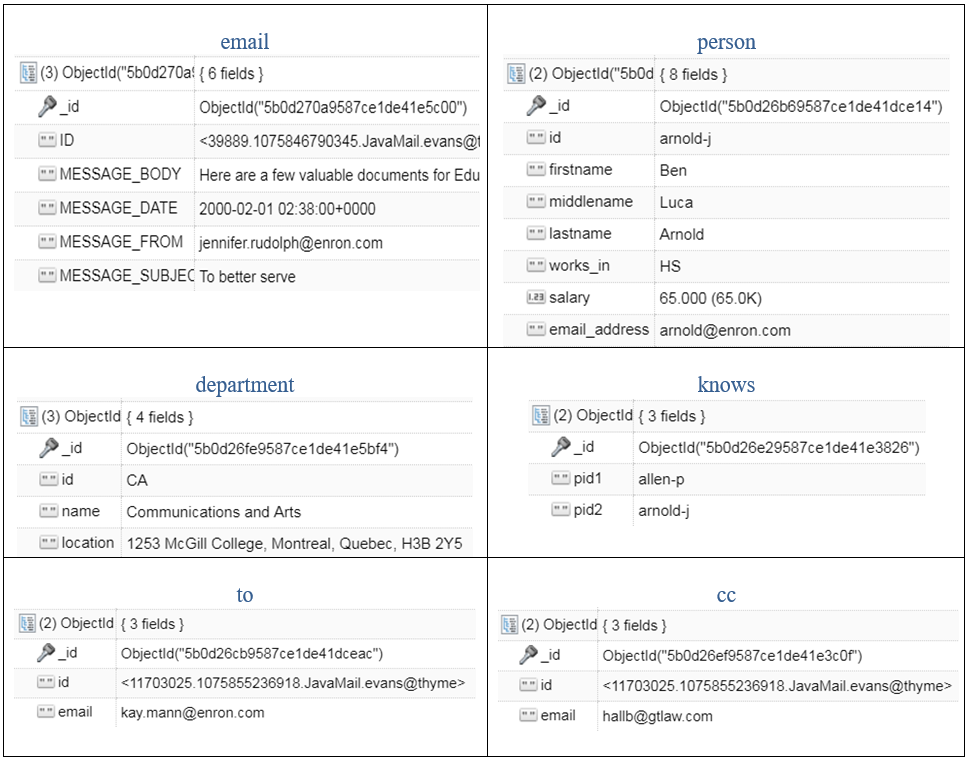 email
(3) ObjectId("5b0d270a9 { 6 fields }
_id ObjectId("5b0d270a9587ce1de41e5c00")
ID <39889.1075846790345.JavaMail.evans@t
MESSAGE_BODY Here are a few valuable documents for Edu
MESSAGE_DATE 2000-02-01 02:38:00+0000
MESSAGE_FROM jennifer.rudolph@enron.com
MESSAGE_SUBJEC To better serve
person
(2) ObjectId("5b0d { 8 fields }
_id ObjectId("5b0d26b69587ce1de41dce14")
id arnold-j
firstname Ben
middlename Luca
lastname Arnold
works_in HS
1.23 salary 65.000 (65.0K)
email_address arnold@enron.com
department
(3) ObjectId { 4 fields }
_id ObjectId("5b0d26fe9587ce1de41e5bf4")
id CA
name Communications and Arts
location 1253 McGill College, Montreal, Quebec, H3B 2Y5
knows
(2) ObjectId { 3 fields }
_id ObjectId("5b0d26e29587ce1de41e3826")
pid1 allen-p
pid2 arnold-j
to
(2) ObjectId { 3 fields }
_id ObjectId("5b0d26cb9587ce1de41dceac")
id <11703025.1075855236918.JavaMail.evans@thyme>
email kay.mann@enron.com
cc
(2) ObjectId { 3 fields }
_id ObjectId("5b0d26ef9587ce1de41e3c0f")
id <11703025.1075855236918.JavaMail.evans@thyme>
email hallb@gtlaw.com